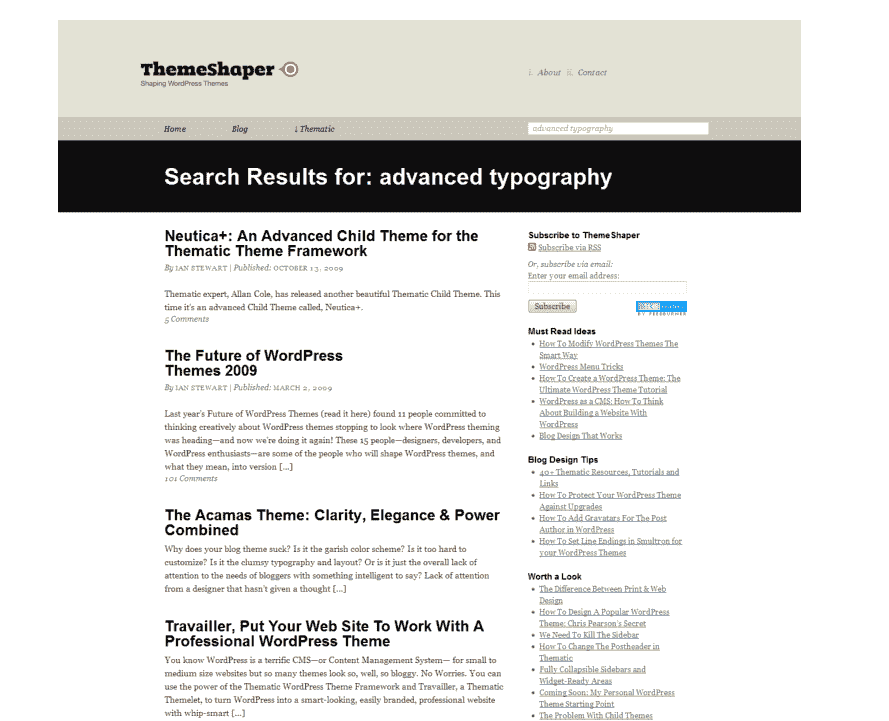 ThemeShaper
Shaping WordPress Themes
i. About ii. Contact
Home Blog ↓ Thematic
advanced typography
Search Results for: advanced typography
Neutica+: An Advanced Child Theme for the
Thematic Theme Framework
By IAN STEWART | Published: OCTOBER 13, 2009
Thematic expert, Allan Cole, has released another beautiful Thematic Child Theme. This
time it's an advanced Child Theme called, Neutica+.
5 Comments
The Future of WordPress
Themes 2009
By IAN STEWART | Published: MARCH 2, 2009
Last year's Future of WordPress Themes (read it here) found 11 people committed to
thinking creatively about WordPress themes stopping to look where WordPress theming
was heading—and now we're doing it again! These 15 people—designers, developers, and
WordPress enthusiasts—are some of the people who will shape WordPress themes, and
what they mean, into version [...]
101 Comments
The Acamas Theme: Clarity, Elegance & Power
Combined
Why does your blog theme suck? Is it the garish color scheme? Is it too hard to
customize? Is it the clumsy typography and layout? Or is it just the overall lack of
attention to the needs of bloggers with something intelligent to say? Lack of attention
from a designer that hasn't given a thought [...]
Travailler, Put Your Web Site To Work With A
Professional WordPress Theme
You know WordPress is a terrific CMS—or Content Management System— for small to
medium size websites but so many themes look so, well, so bloggy. No Worries. You can
use the power of the Thematic WordPress Theme Framework and Travailler, a Thematic
Themelet, to turn WordPress into a smart-looking, easily branded, professional website
with whip-smart [...]
Subscribe to ThemeShaper
Subscribe via RSS
Or, subscribe via email:
Enter your email address:
Subscribe
BY FEEDBURNER
Must Read Ideas
How To Modify WordPress Themes The
Smart Way
WordPress Menu Tricks
How To Create a WordPress Theme: The
Ultimate WordPress Theme Tutorial
WordPress as a CMS: How To Think
About Building a Website With
WordPress
Blog Design That Works
Blog Design Tips
40+ Thematic Resources, Tutorials and
Links
How To Protect Your WordPress Theme
Against Upgrades
How To Add Gravatars For The Post
Author in WordPress
How To Set Line Endings in Smultron for
your WordPress Themes
Worth a Look
The Difference Between Print & Web
Design
How To Design A Popular WordPress
Theme: Chris Pearson's Secret
We Need To Kill The Sidebar
How To Change The Postheader in
Thematic
Fully Collapsible Sidebars and
Widget-Ready Areas
Coming Soon: My Personal WordPress
Theme Starting Point
The Problem With Child Themes